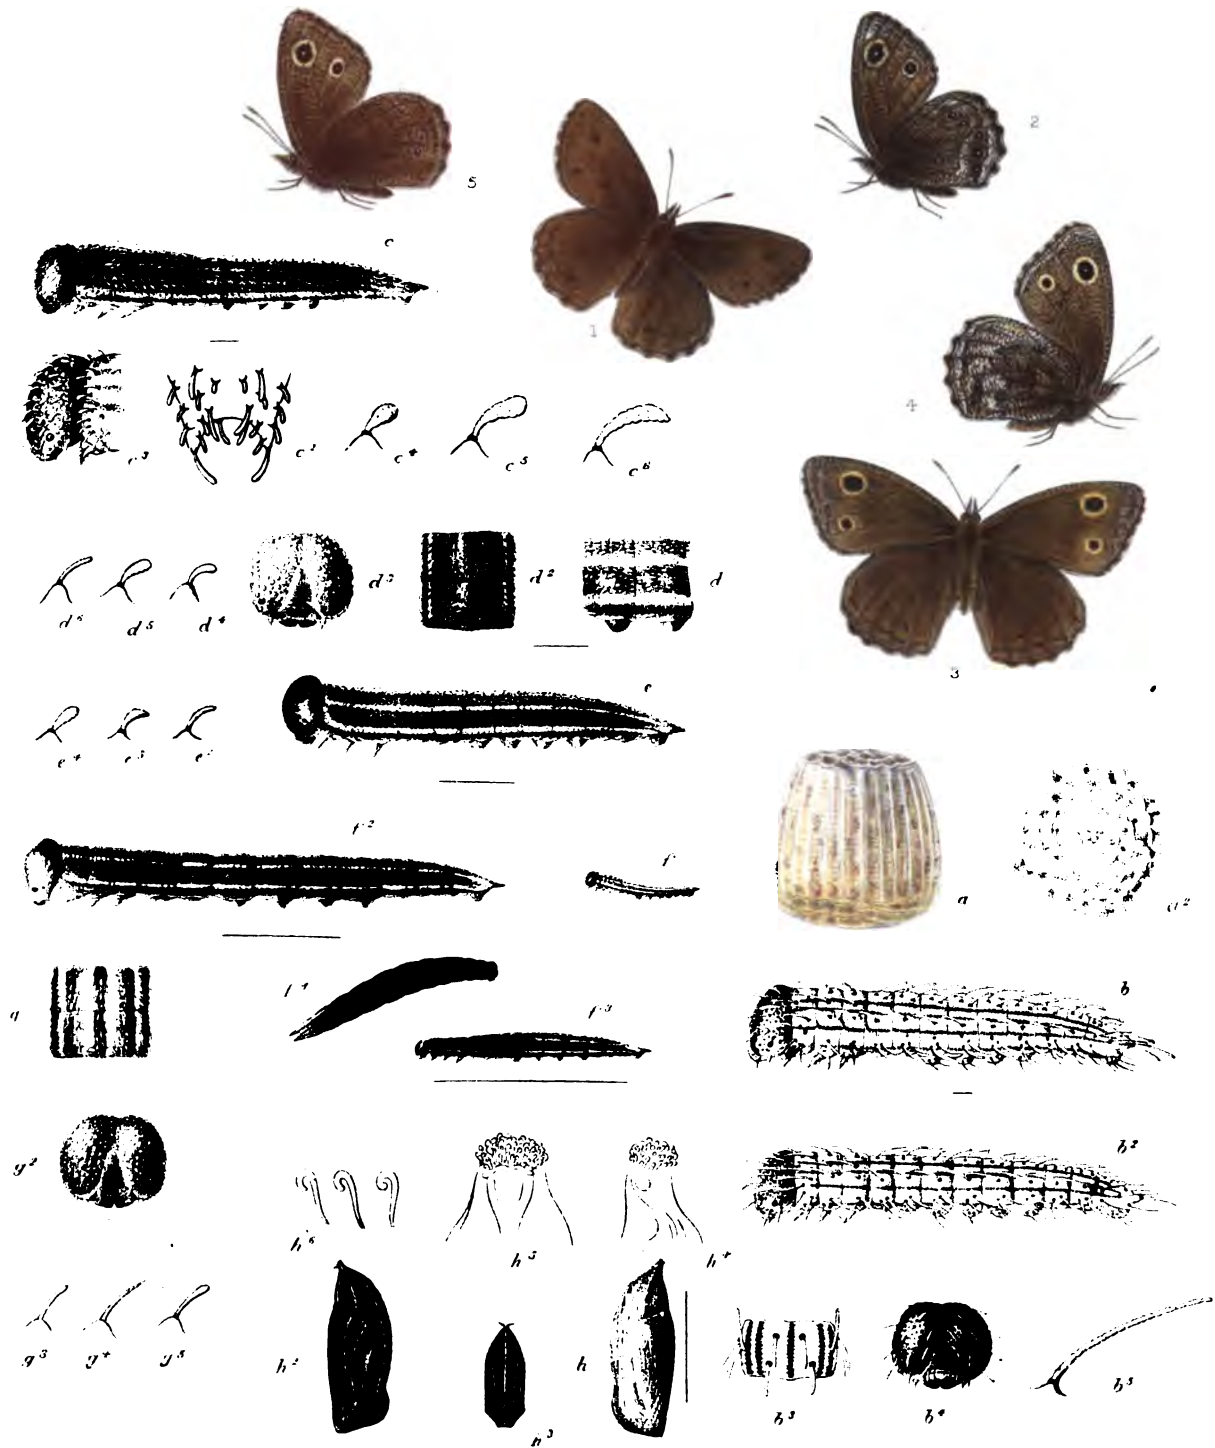 5
2
1
4
3
c
c³
c²
c⁴
c⁵
c⁶
d⁶
d⁵
d⁴
d³
d²
d
e⁴
e³
e²
e
f²
f
a
a²
g
f⁴
f³
b
g²
h⁶
h⁵
h⁴
b²
g³
g⁴
g⁵
h²
h³
h
b³
b⁴
b⁵